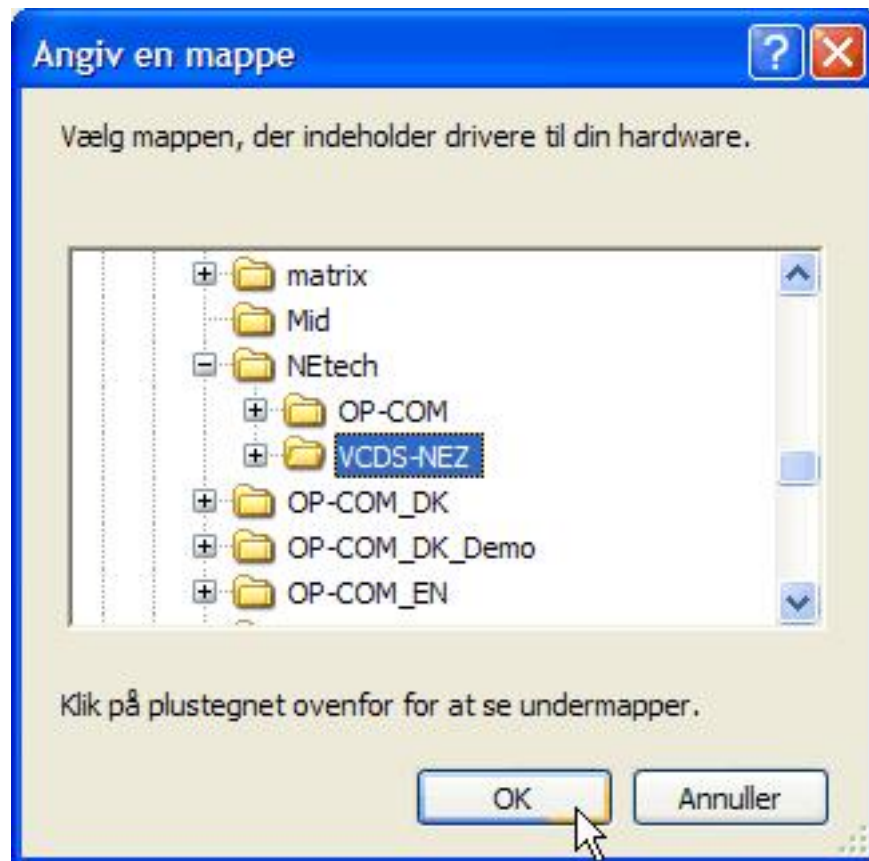 Angiv en mappe
Vælg mappen, der indeholder drivere til din hardware.
matrix
Mid
NEtech
OP-COM
VCDS-NEZ
OP-COM_DK
OP-COM_DK_Demo
OP-COM_EN
Klik på plustegnet ovenfor for at se undermapper.
OK
Annuller